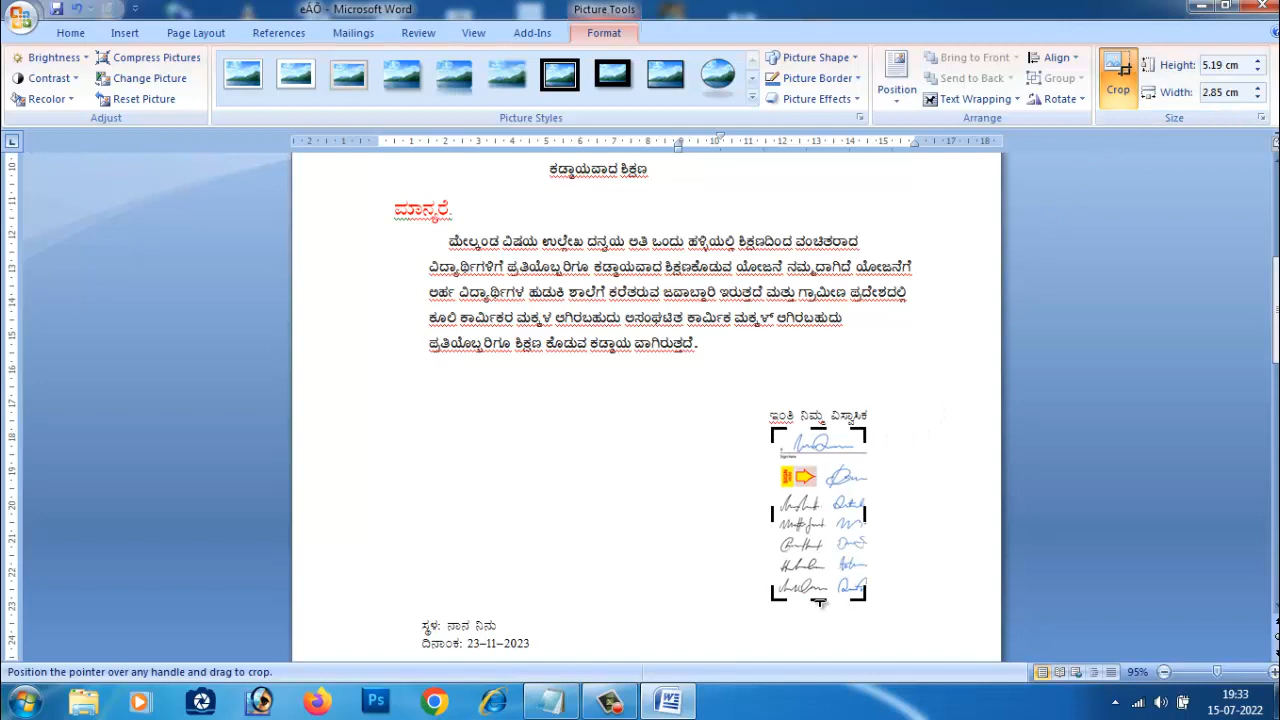 eÁÕ - Microsoft Word
Picture Tools
Home Insert Page Layout References Mailings Review View Add-Ins Format
Brightness Compress Pictures Picture Shape Bring to Front Align Height: 5.19 cm
Contrast Change Picture Picture Border Send to Back Group Width: 2.85 cm
Recolor Reset Picture Picture Effects Position Text Wrapping Rotate Crop
Adjust Picture Styles Arrange Size
ಕಡ್ಡಾಯವಾದ ಶಿಕ್ಷಣ
ಮಾನ್ಯರೆ.
ಮೇಲ್ಕಂಡ ವಿಷಯ ಉಲ್ಲೇಖ ದನ್ವಯ ಅತಿ ಒಂದು ಹಳ್ಳಿಯಲ್ಲಿ ಶಿಕ್ಷಣದಿಂದ ವಂಚಿತರಾದ
ವಿದ್ಯಾರ್ಥಿಗಳಿಗೆ ಪ್ರತಿಯೊಬ್ಬರಿಗೂ ಕಡ್ಡಾಯವಾದ ಶಿಕ್ಷಣಕೊಡುವ ಯೋಜನೆ ನಮ್ಮದಾಗಿದೆ ಯೋಜನೆಗೆ
ಅರ್ಹ ವಿದ್ಯಾರ್ಥಿಗಳ ಹುಡುಕಿ ಶಾಲೆಗೆ ಕರೆತರುವ ಜವಾಬ್ದಾರಿ ಇರುತ್ತದೆ ಮತ್ತು ಗ್ರಾಮೀಣ ಪ್ರದೇಶದಲ್ಲಿ
ಕೂಲಿ ಕಾರ್ಮಿಕರ ಮಕ್ಕಳ ಆಗಿರಬಹುದು ಅಸಂಘಟಿತ ಕಾರ್ಮಿಕ ಮಕ್ಕಳ್ ಆಗಿರಬಹುದು
ಪ್ರತಿಯೊಬ್ಬರಿಗೂ ಶಿಕ್ಷಣ ಕೊಡುವ ಕಡ್ಡಾಯ ವಾಗಿರುತ್ತದೆ.
ಇಂತಿ ನಿಮ್ಮ ವಿಸ್ವಾಸಿಕ
ಸ್ಥಳ: ನಾನ ನಿನು
ದಿನಾಂಕ: 23-11-2023
Position the pointer over any handle and drag to crop. 95%
19:33
15-07-2022